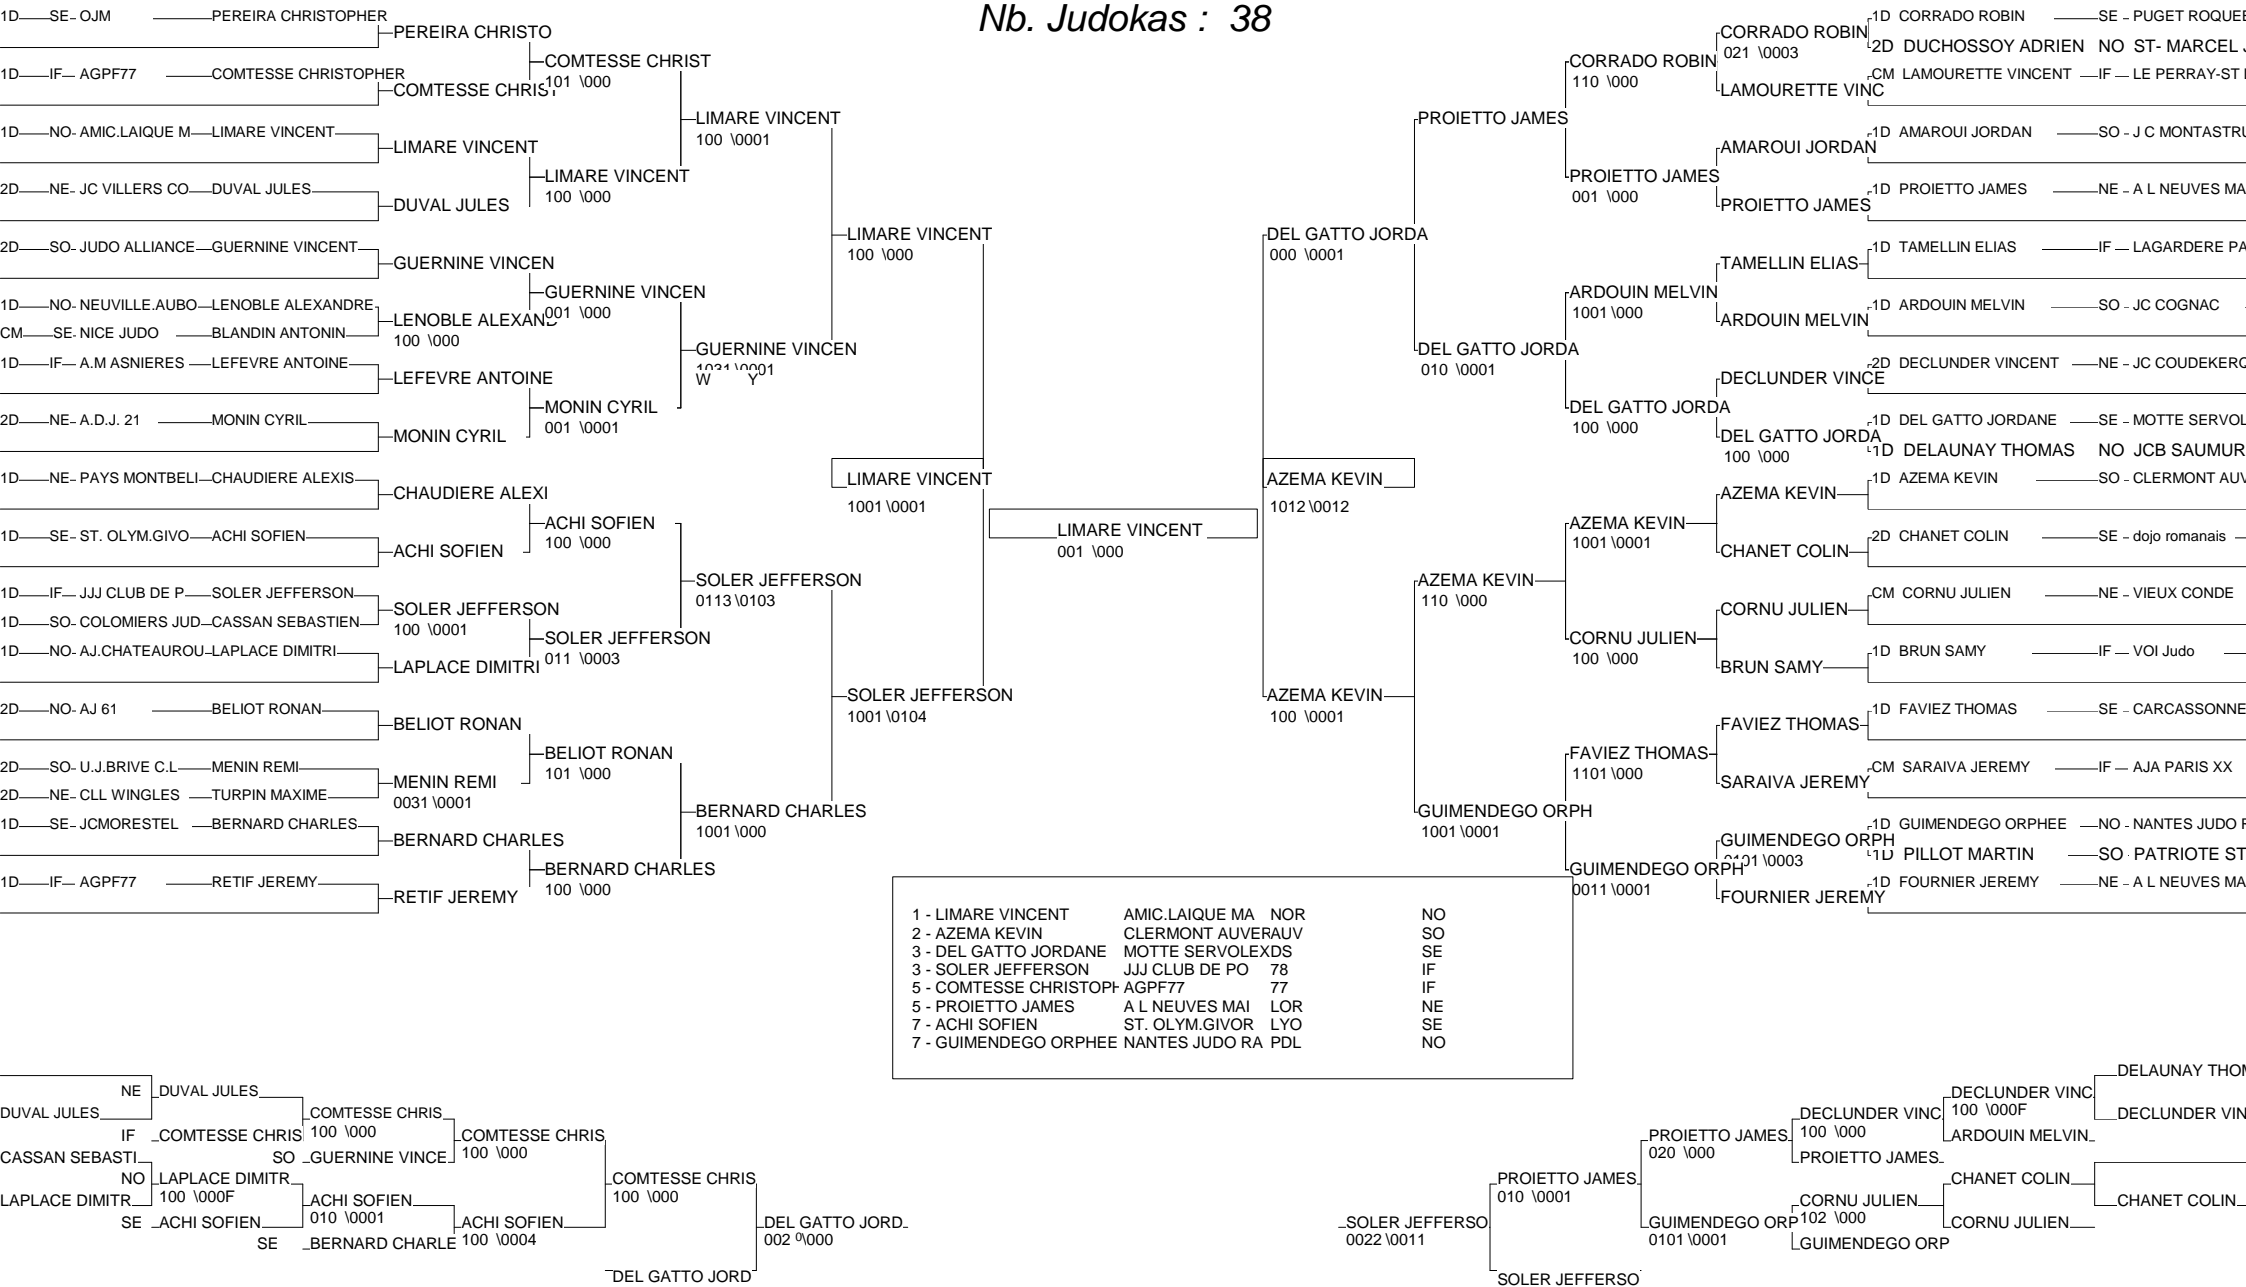 Nb. Judokas : 38
1D SE- OJM PEREIRA CHRISTOPHER
1D IF- AGPF77 COMTESSE CHRISTOPHER
1D NO- AMIC.LAIQUE M LIMARE VINCENT
2D NE- JC VILLERS CO DUVAL JULES
2D SO- JUDO ALLIANCE GUERNINE VINCENT
1D NO- NEUVILLE.AUBO LENOBLE ALEXANDRE
CM SE- NICE JUDO BLANDIN ANTONIN
1D IF- A.M ASNIERES LEFEVRE ANTOINE
2D NE- A.D.J. 21 MONIN CYRIL
1D NE- PAYS MONTBELI CHAUDIERE ALEXIS
1D SE- ST. OLYM.GIVO ACHI SOFIEN
1D IF- JJJ CLUB DE P SOLER JEFFERSON
1D SO- COLOMIERS JUD CASSAN SEBASTIEN
1D NO- AJ.CHATEAUROU LAPLACE DIMITRI
2D NO- AJ 61 BELIOT RONAN
2D SO- U.J.BRIVE C.L MENIN REMI
2D NE- CLL WINGLES TURPIN MAXIME
1D SE- JCMORESTEL BERNARD CHARLES
1D IF- AGPF77 RETIF JEREMY
PEREIRA CHRISTO
COMTESSE CHRIS
LIMARE VINCENT
DUVAL JULES
GUERNINE VINCEN
LENOBLE ALEXAND
100 \000
LEFEVRE ANTOINE
MONIN CYRIL
CHAUDIERE ALEXI
ACHI SOFIEN
SOLER JEFFERSON
100 \0001
LAPLACE DIMITRI
BELIOT RONAN
MENIN REMI
0031 \0001
BERNARD CHARLES
RETIF JEREMY
COMTESSE CHRIST
101 \000
LIMARE VINCENT
100 \000
GUERNINE VINCEN
001 \000
MONIN CYRIL
001 \0001
ACHI SOFIEN
100 \000
SOLER JEFFERSON
011 \0003
BELIOT RONAN
101 \000
BERNARD CHARLES
100 \000
LIMARE VINCENT
100 \0001
GUERNINE VINCEN
1031 \0001
W Y
SOLER JEFFERSON
0113 \0103
BERNARD CHARLES
1001 \000
LIMARE VINCENT
100 \000
SOLER JEFFERSON
1001 \0104
LIMARE VINCENT
1001 \0001
LIMARE VINCENT
001 \000
AZEMA KEVIN
1012 \0012
DEL GATTO JORDA
000 \0001
AZEMA KEVIN
100 \0001
PROIETTO JAMES
DEL GATTO JORDA
010 \0001
AZEMA KEVIN
110 \000
GUIMENDEGO ORPH
1001 \0001
CORRADO ROBIN
110 \000
PROIETTO JAMES
001 \000
ARDOUIN MELVIN
1001 \000
DEL GATTO JORDA
100 \000
AZEMA KEVIN
1001 \0001
CORNU JULIEN
100 \000
FAVIEZ THOMAS
1101 \000
GUIMENDEGO ORPH
0011 \0001
CORRADO ROBIN
021 \0003
LAMOURETTE VINC
AMAROUI JORDAN
PROIETTO JAMES
TAMELLIN ELIAS
ARDOUIN MELVIN
DECLUNDER VINCE
DEL GATTO JORDA
100 \000
AZEMA KEVIN
CHANET COLIN
CORNU JULIEN
BRUN SAMY
FAVIEZ THOMAS
SARAIVA JEREMY
GUIMENDEGO ORPH
0101 \0003
FOURNIER JEREMY
1D CORRADO ROBIN SE - PUGET ROQUEE
2D DUCHOSSOY ADRIEN NO ST- MARCEL J
CM LAMOURETTE VINCENT IF - LE PERRAY-ST
1D AMAROUI JORDAN SO - J C MONTASTRU
1D PROIETTO JAMES NE - A L NEUVES MA
1D TAMELLIN ELIAS IF - LAGARDERE PA
1D ARDOUIN MELVIN SO - JC COGNAC
2D DECLUNDER VINCENT NE - JC COUDEKERQ
1D DEL GATTO JORDANE SE - MOTTE SERVOL
1D DELAUNAY THOMAS NO JCB SAUMUR
1D AZEMA KEVIN SO - CLERMONT AUV
2D CHANET COLIN SE - dojo romanais
CM CORNU JULIEN NE - VIEUX CONDE
1D BRUN SAMY IF - VOI Judo
1D FAVIEZ THOMAS SE - CARCASSONNE
CM SARAIVA JEREMY IF - AJA PARIS XX
1D GUIMENDEGO ORPHEE NO - NANTES JUDO
1D PILLOT MARTIN SO - PATRIOTE ST
1D FOURNIER JEREMY NE - A L NEUVES MA
1 - LIMARE VINCENT AMIC.LAIQUE MA NOR NO
2 - AZEMA KEVIN CLERMONT AUVERAUV SO
3 - DEL GATTO JORDANE MOTTE SERVOLEXDS SE
3 - SOLER JEFFERSON JJJ CLUB DE PO 78 IF
5 - COMTESSE CHRISTOPH AGPF77 77 IF
5 - PROIETTO JAMES A L NEUVES MAI LOR NE
7 - ACHI SOFIEN ST. OLYM.GIVOR LYO SE
7 - GUIMENDEGO ORPHEE NANTES JUDO RA PDL NO
DUVAL JULES
CASSAN SEBASTI
LAPLACE DIMITR
NE DUVAL JULES
IF COMTESSE CHRIS
NO LAPLACE DIMITR
100 \000F
SE ACHI SOFIEN
COMTESSE CHRIS
100 \000
SO GUERNINE VINCE
ACHI SOFIEN
010 \0001
SE BERNARD CHARLE
COMTESSE CHRIS
100 \000
ACHI SOFIEN
100 \0004
COMTESSE CHRIS
100 \000
DEL GATTO JORD
DEL GATTO JORD
002 \000
SOLER JEFFERSO
0022 \0011
PROIETTO JAMES
010 \0001
SOLER JEFFERSO
PROIETTO JAMES
020 \000
GUIMENDEGO ORP
0101 \0001
DECLUNDER VINC
100 \000
PROIETTO JAMES
CORNU JULIEN
102 \000
GUIMENDEGO ORP
DECLUNDER VINC
100 \000F
ARDOUIN MELVIN
CHANET COLIN
CORNU JULIEN
DELAUNAY THOM
DECLUNDER VIN
CHANET COLIN